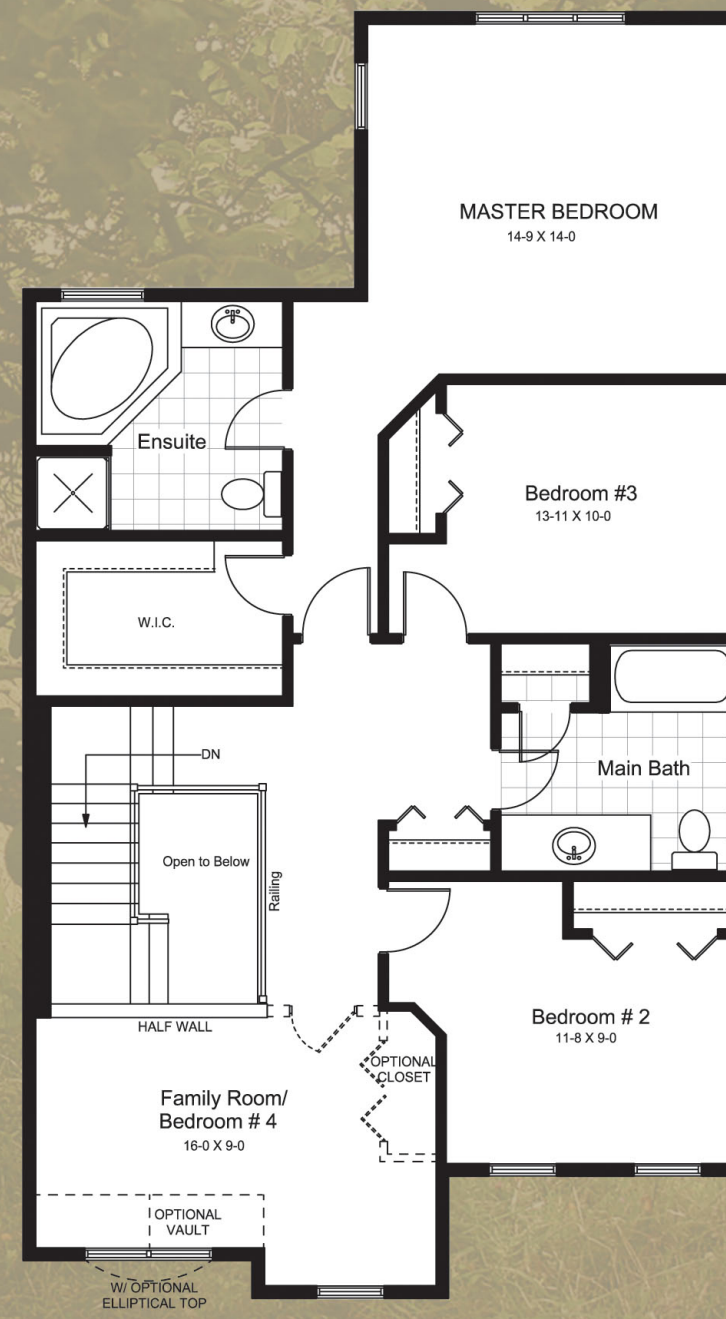 MASTER BEDROOM
14-9 X 14-0
Ensuite
Bedroom #3
13-11 X 10-0
W.I.C.
DN
Main Bath
Open to Below
Railing
HALF WALL
Bedroom # 2
11-8 X 9-0
OPTIONAL
CLOSET
Family Room/
Bedroom # 4
16-0 X 9-0
OPTIONAL
VAULT
W/ OPTIONAL
ELLIPTICAL TOP